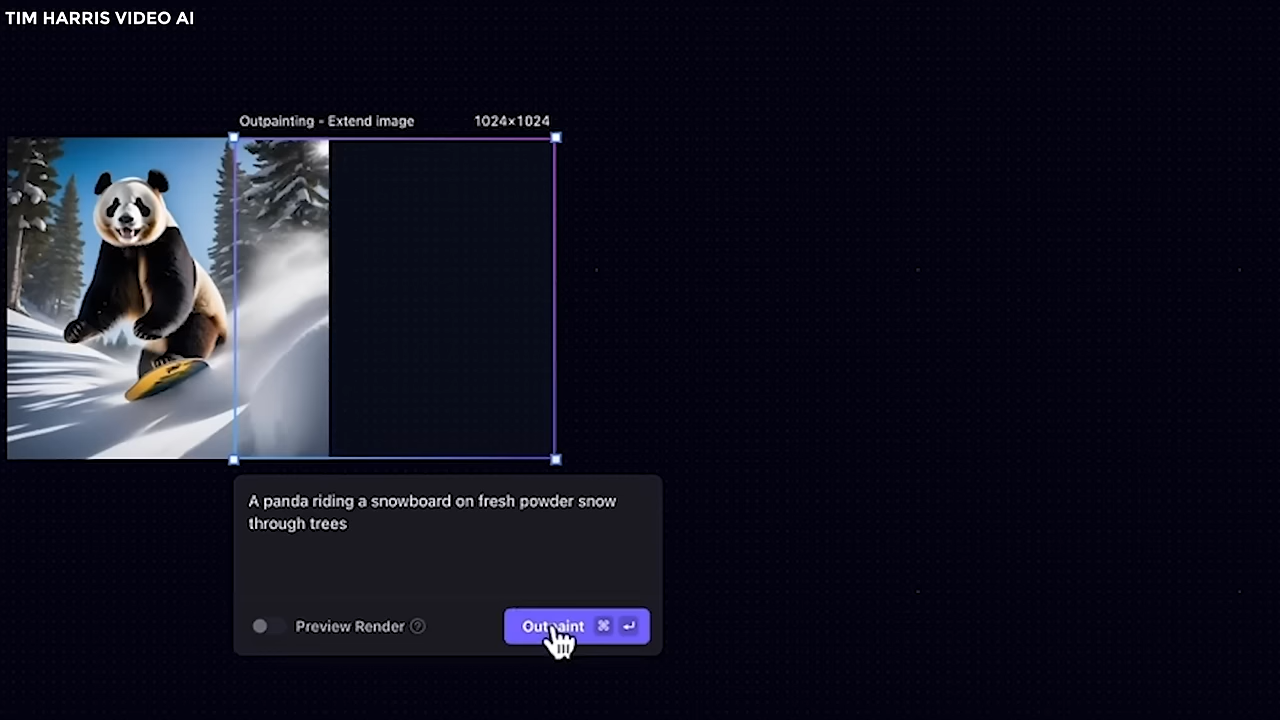 TIM HARRIS VIDEO AI
Outpainting - Extend image 1024×1024
A panda riding a snowboard on fresh powder snow
through trees
Preview Render ?
Outpaint ⌘ ↵